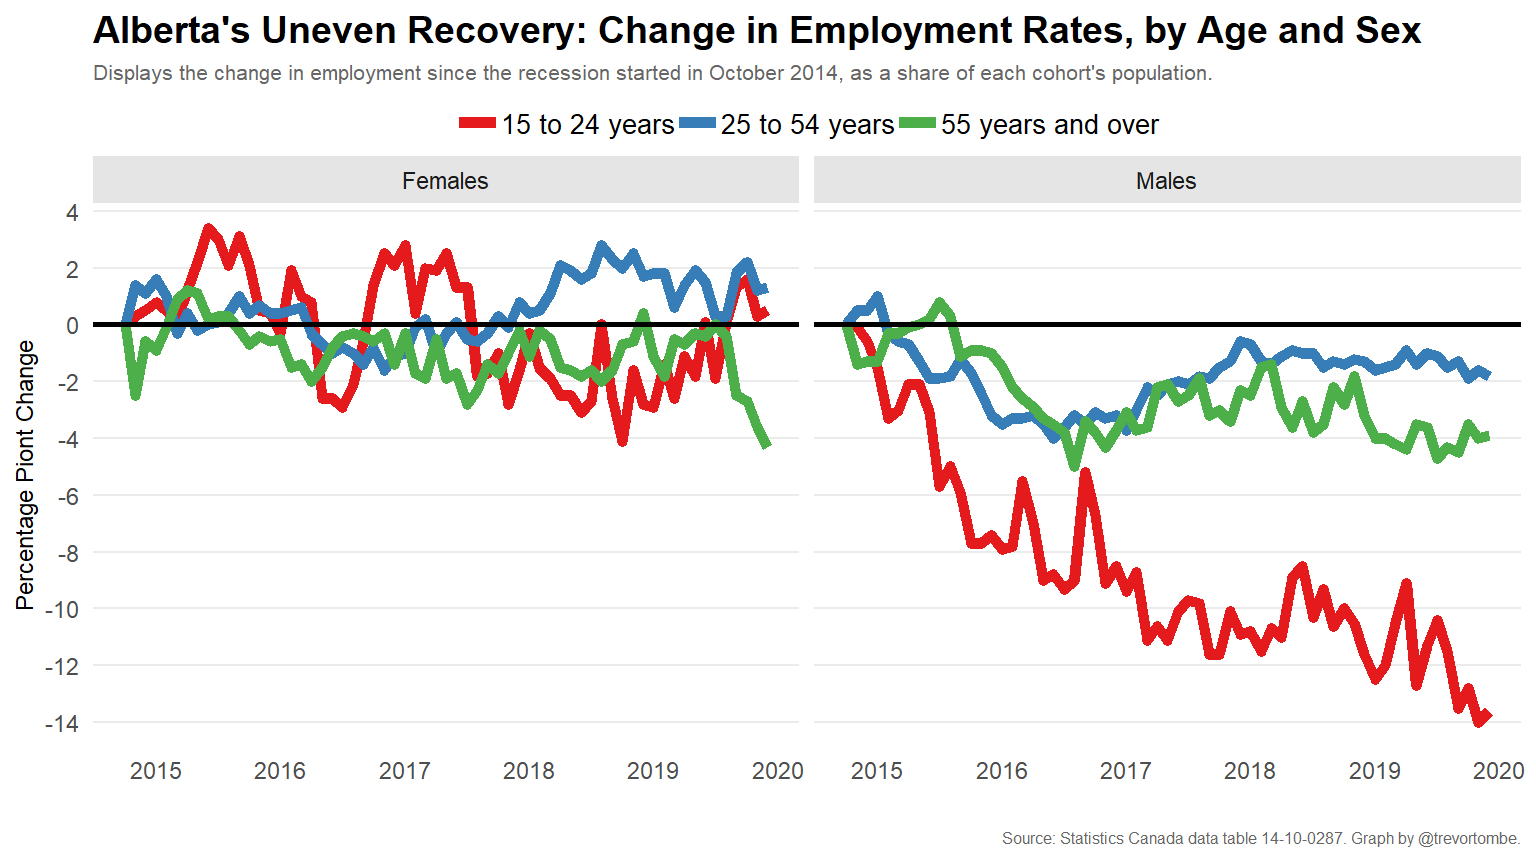 Alberta's Uneven Recovery: Change in Employment Rates, by Age and Sex
Displays the change in employment since the recession started in October 2014, as a share of each cohort's population.
15 to 24 years 25 to 54 years 55 years and over
Females Males
Percentage Piont Change
4
2
0
-2
-4
-6
-8
-10
-12
-14
2015 2016 2017 2018 2019 2020 2015 2016 2017 2018 2019 2020
Source: Statistics Canada data table 14-10-0287. Graph by @trevortombe.